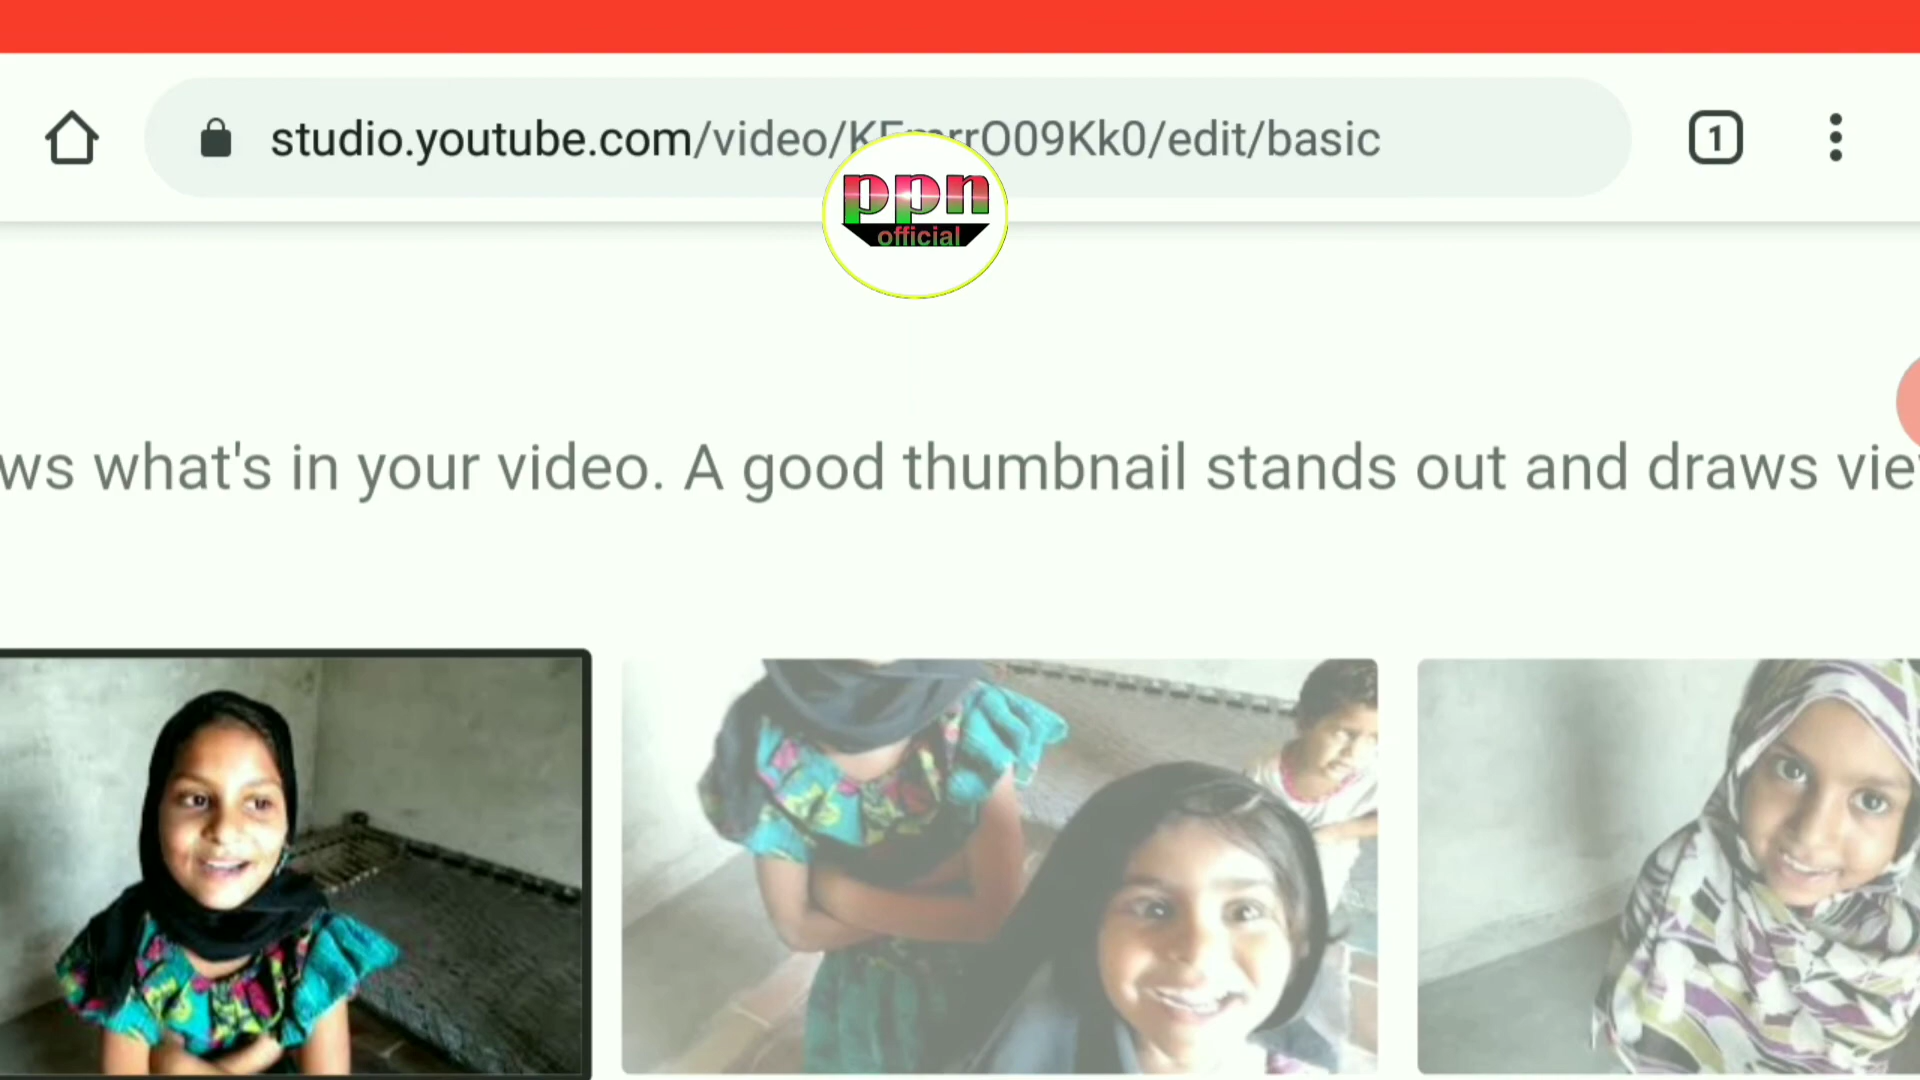 studio.youtube.com/video/KFmrrO09Kk0/edit/basic
1
ppn
official
ws what's in your video. A good thumbnail stands out and draws vie